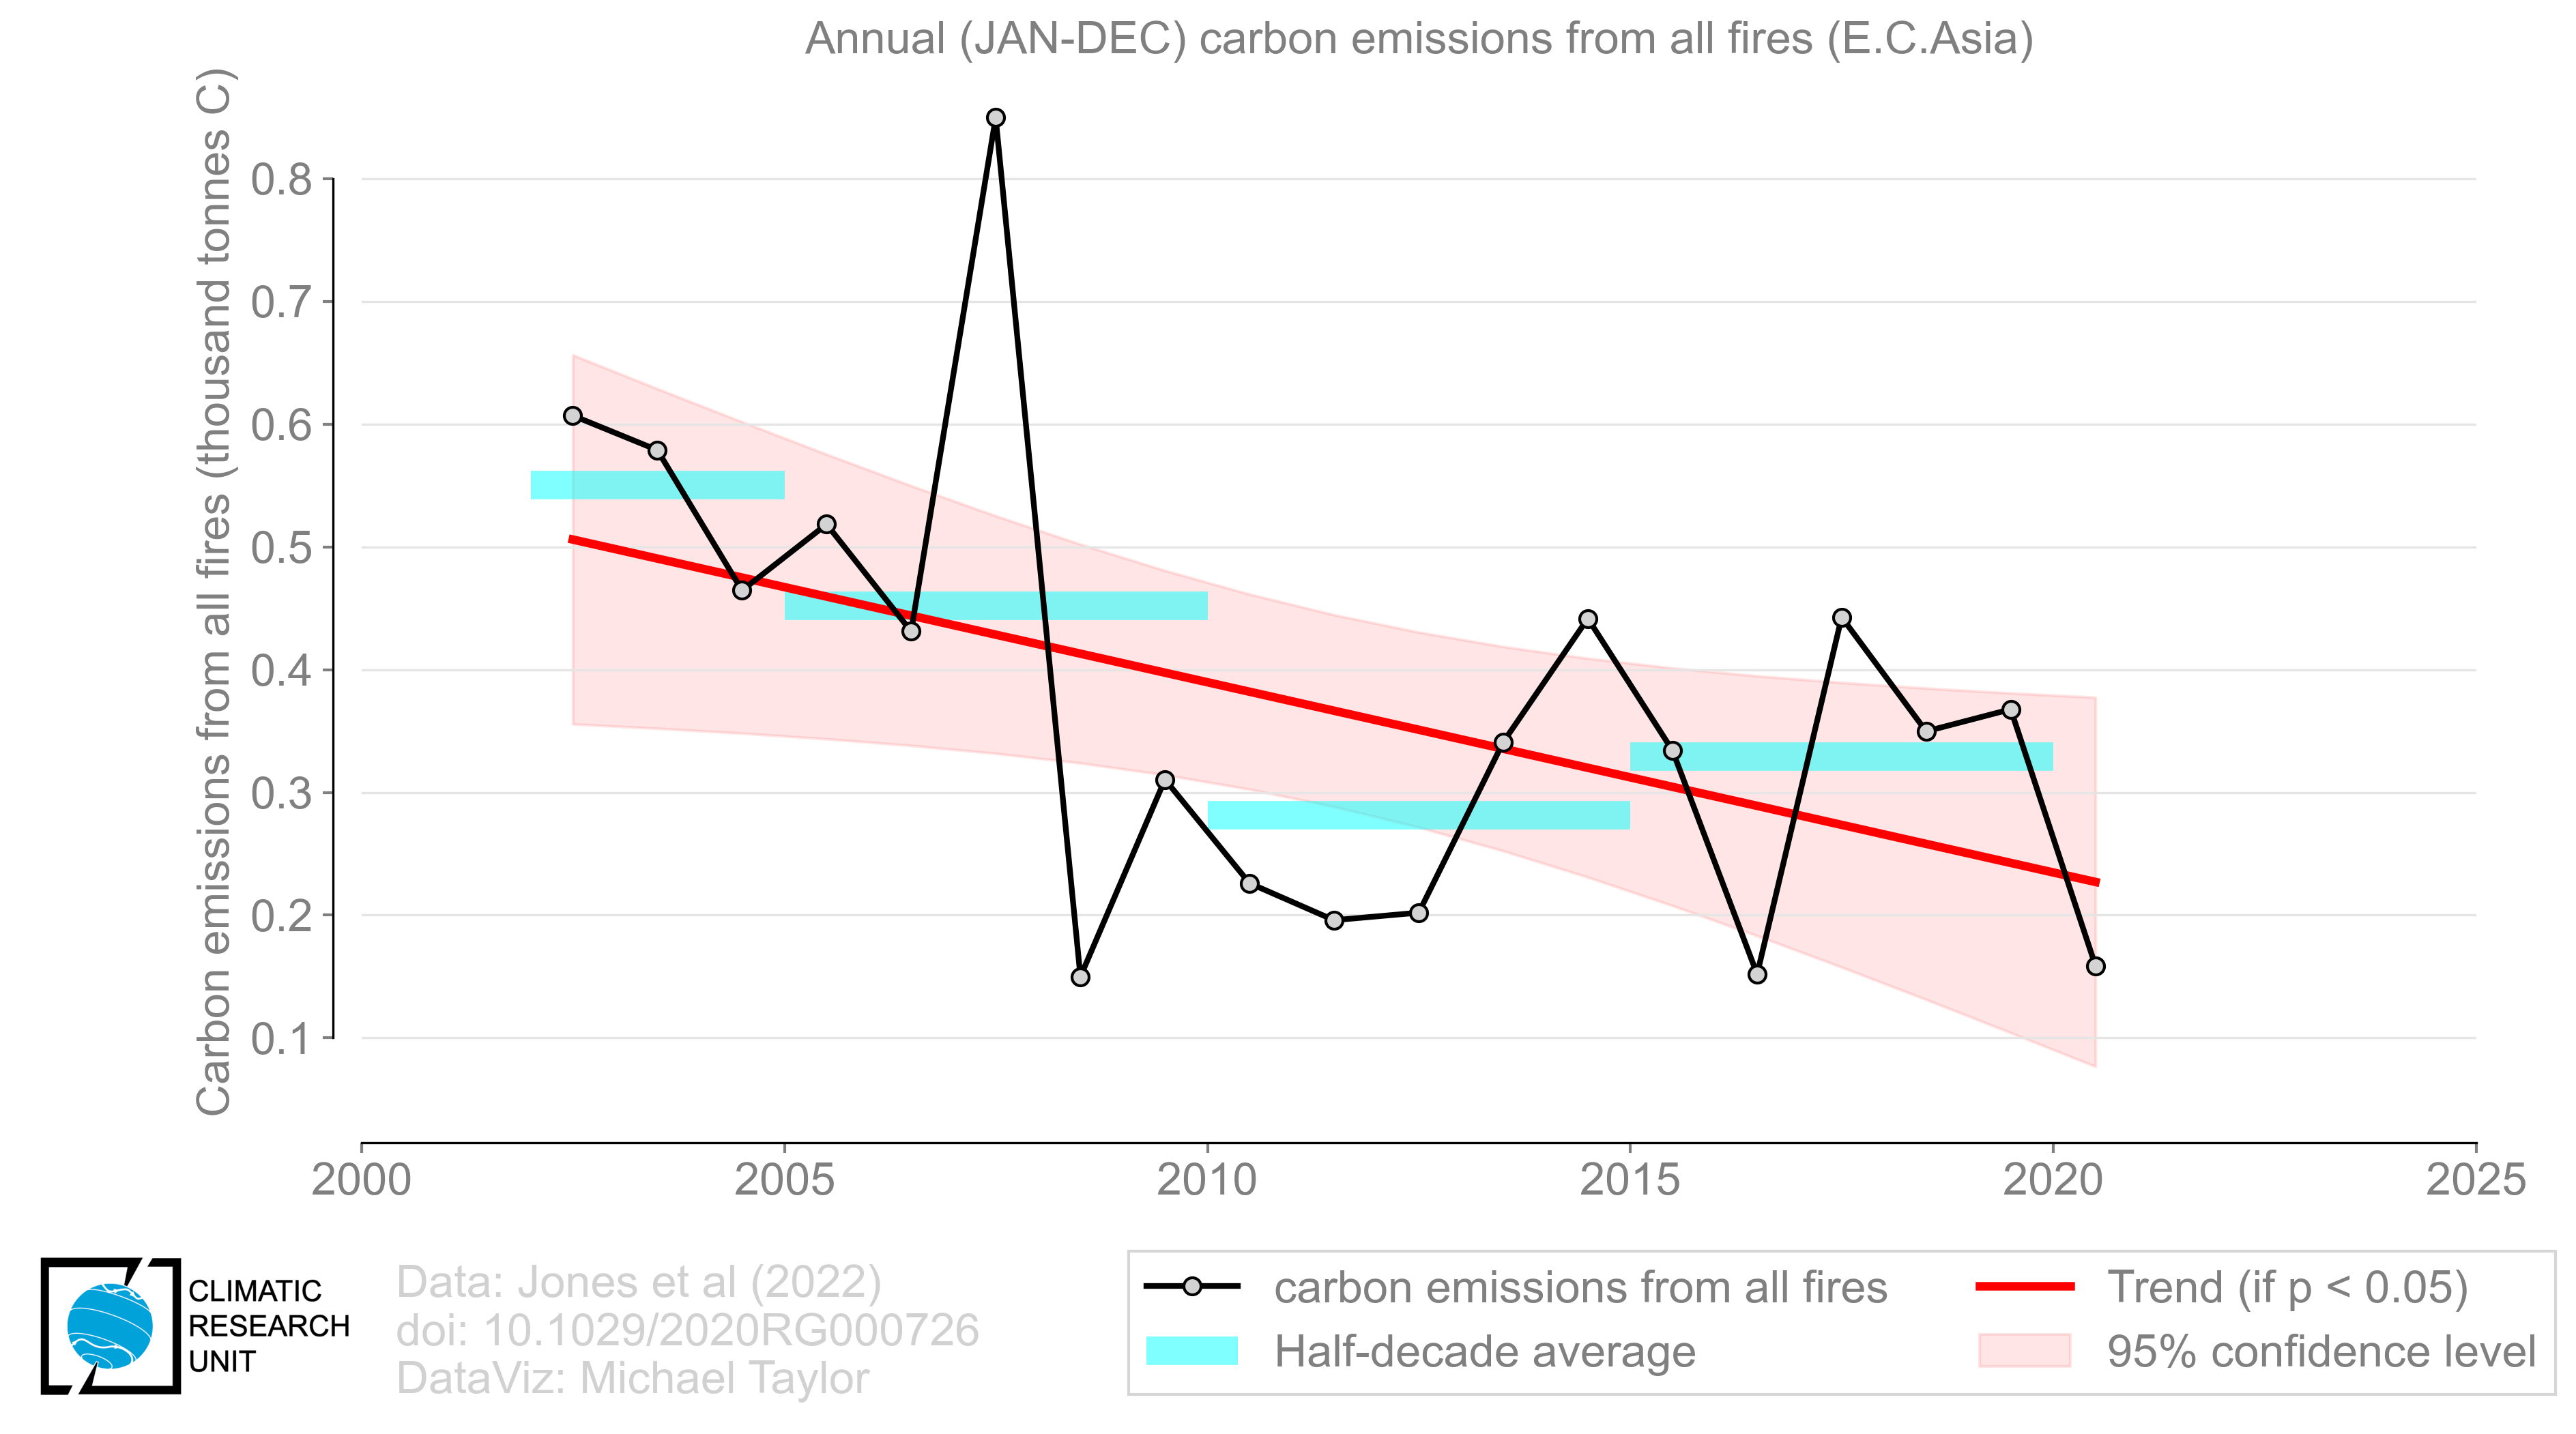 Annual (JAN-DEC) carbon emissions from all fires (E.C.Asia)
Carbon emissions from all fires (thousand tonnes C)
0.8
0.7
0.6
0.5
0.4
0.3
0.2
0.1
2000 2005 2010 2015 2020 2025
CLIMATIC
RESEARCH
UNIT
Data: Jones et al (2022)
doi: 10.1029/2020RG000726
DataViz: Michael Taylor
carbon emissions from all fires
Half-decade average
Trend (if p < 0.05)
95% confidence level